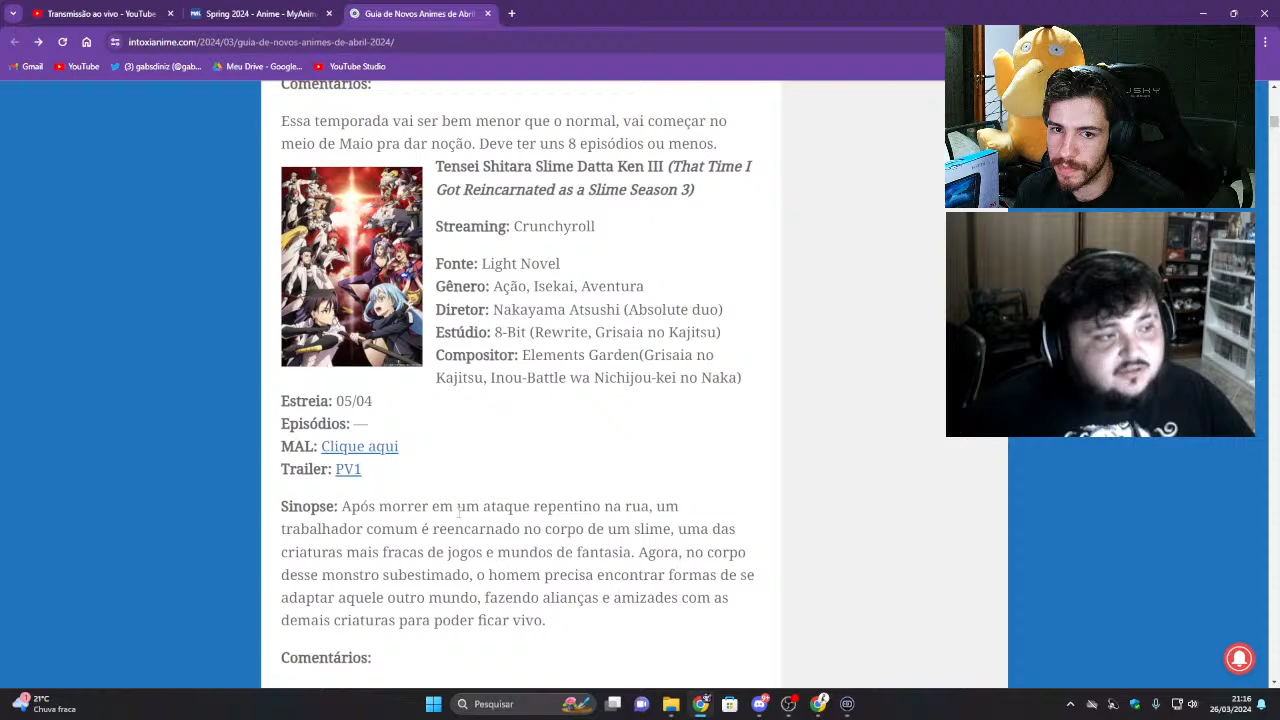 Transmissão ao vivo - YouTube
Spring 2024 - Anime - MyAnim
Guia de Novos Animes de Abril
intoxianime.com/2024/03/guia-de-novos-animes-de-abril-2024/
Gmail
YouTube
(3) gabsdiniz (@gab...
Meu Drive - Google...
YouTube Studio
Comentários:
Essa temporada vai ser bem menor que o normal, vai começar no
meio de Maio pra dar noção. Deve ter uns 8 episódios ou menos.
Tensei Shitara Slime Datta Ken III (That Time I
Got Reincarnated as a Slime Season 3)
Streaming: Crunchyroll
Fonte: Light Novel
Gênero: Ação, Isekai, Aventura
Diretor: Nakayama Atsushi (Absolute duo)
Estúdio: 8-Bit (Rewrite, Grisaia no Kajitsu)
Compositor: Elements Garden(Grisaia no
Kajitsu, Inou-Battle wa Nichijou-kei no Naka)
Estreia: 05/04
Episódios: —
MAL: Clique aqui
Trailer: PV1
Sinopse: Após morrer em um ataque repentino na rua, um
trabalhador comum é reencarnado no corpo de um slime, uma das
criaturas mais fracas de jogos e mundos de fantasia. Agora, no corpo
desse monstro subestimado, o homem precisa encontrar formas de se
adaptar aquele outro mundo, fazendo alianças e amizades com as
demais criaturas para poder ficar vivo.
Comentários:
JSKY
21°C
Chuva fraca
Pesquisar
21:16
26/03/2024